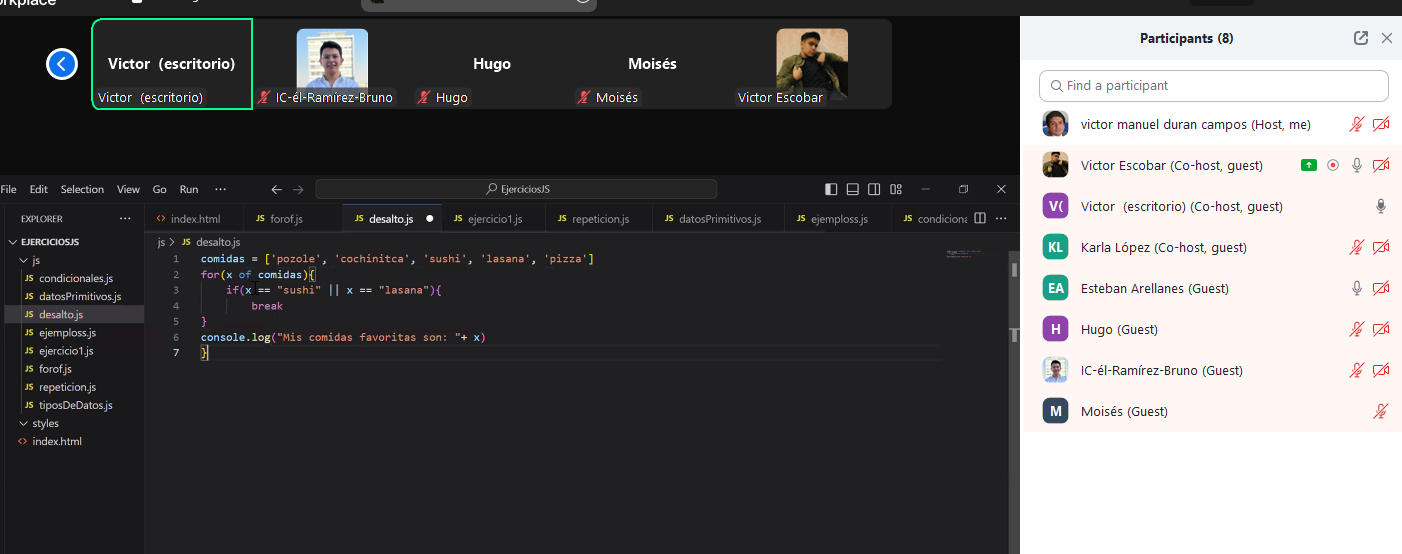 Victor (escritorio)
Victor (escritorio)
IC-él-Ramírez-Bruno
Hugo
Hugo
Moisés
Moisés
Victor Escobar
Participants (8)
Find a participant
victor manuel duran campos (Host, me)
Victor Escobar (Co-host, guest)
V( Victor (escritorio) (Co-host, guest)
KL Karla López (Co-host, guest)
EA Esteban Arellanes (Guest)
H Hugo (Guest)
IC-él-Ramírez-Bruno (Guest)
M Moisés (Guest)
File Edit Selection View Go Run ··· EjerciciosJS
EXPLORER ···
EJERCICIOSJS
js
JS condicionales.js
JS datosPrimitivos.js
JS desalto.js
JS ejemploss.js
JS ejercicio1.js
JS forof.js
JS repeticion.js
JS tiposDeDatos.js
styles
index.html
index.html JS forof.js JS desalto.js JS ejercicio1.js JS repeticion.js JS datosPrimitivos.js JS ejemploss.js JS condiciona ···
js > JS desalto.js
1 comidas = ['pozole', 'cochinitca', 'sushi', 'lasana', 'pizza']
2 for(x of comidas){
3 if(x == "sushi" || x == "lasana"){
4 break
5 }
6 console.log("Mis comidas favoritas son: "+ x)
7 }